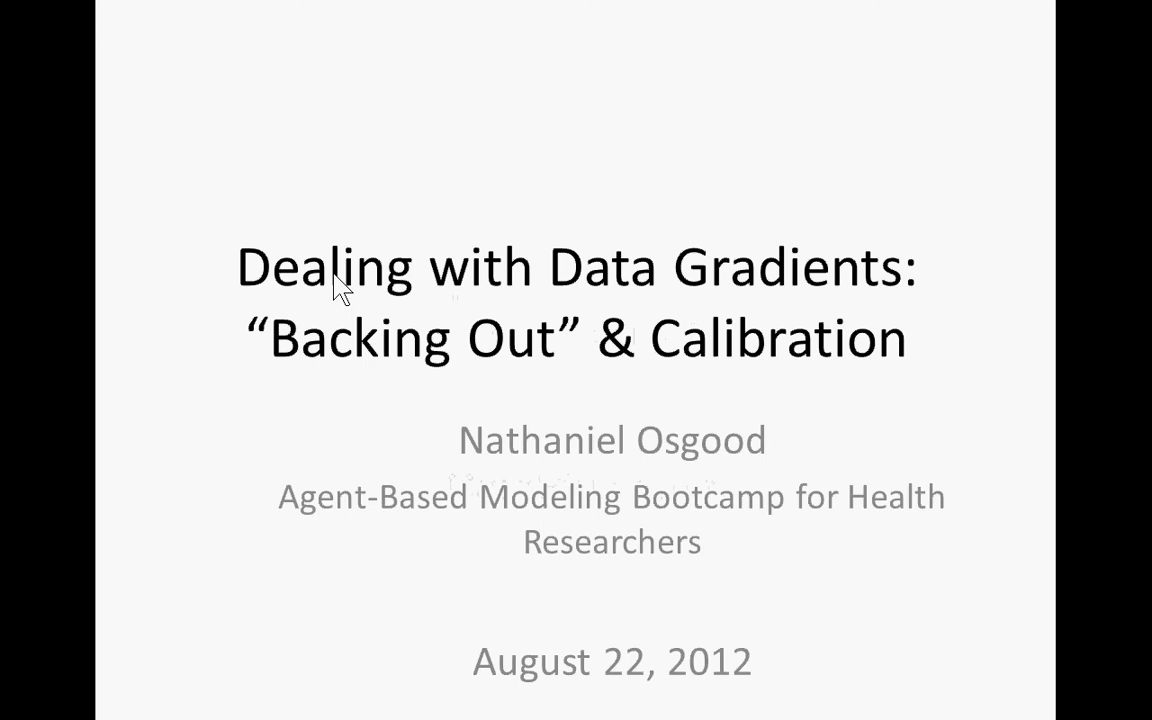 Dealing with Data Gradients:
“Backing Out” & Calibration
Nathaniel Osgood
Agent-Based Modeling Bootcamp for Health
Researchers
August 22, 2012